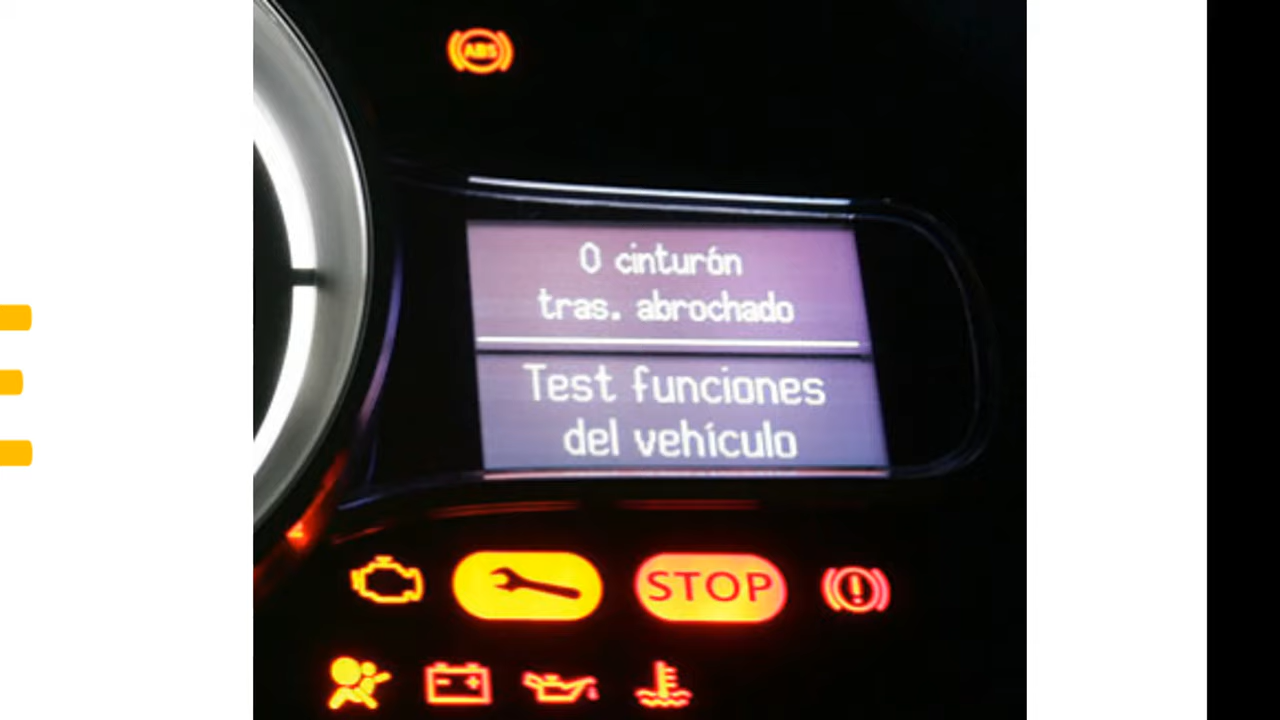 ABS
0 cinturón
tras. abrochado
Test funciones
del vehículo
STOP